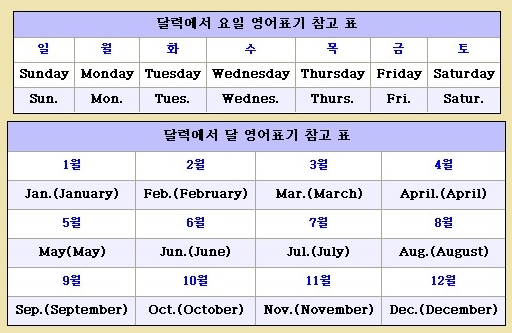 달력에서 요일 영어표기 참고 표
일 월 화 수 목 금 토
Sunday Monday Tuesday Wednesday Thursday Friday Saturday
Sun. Mon. Tues. Wednes. Thurs. Fri. Satur.
달력에서 달 영어표기 참고 표
1월 2월 3월 4월
Jan.(January) Feb.(February) Mar.(March) April.(April)
5월 6월 7월 8월
May(May) Jun.(June) Jul.(July) Aug.(August)
9월 10월 11월 12월
Sep.(September) Oct.(October) Nov.(November) Dec.(December)